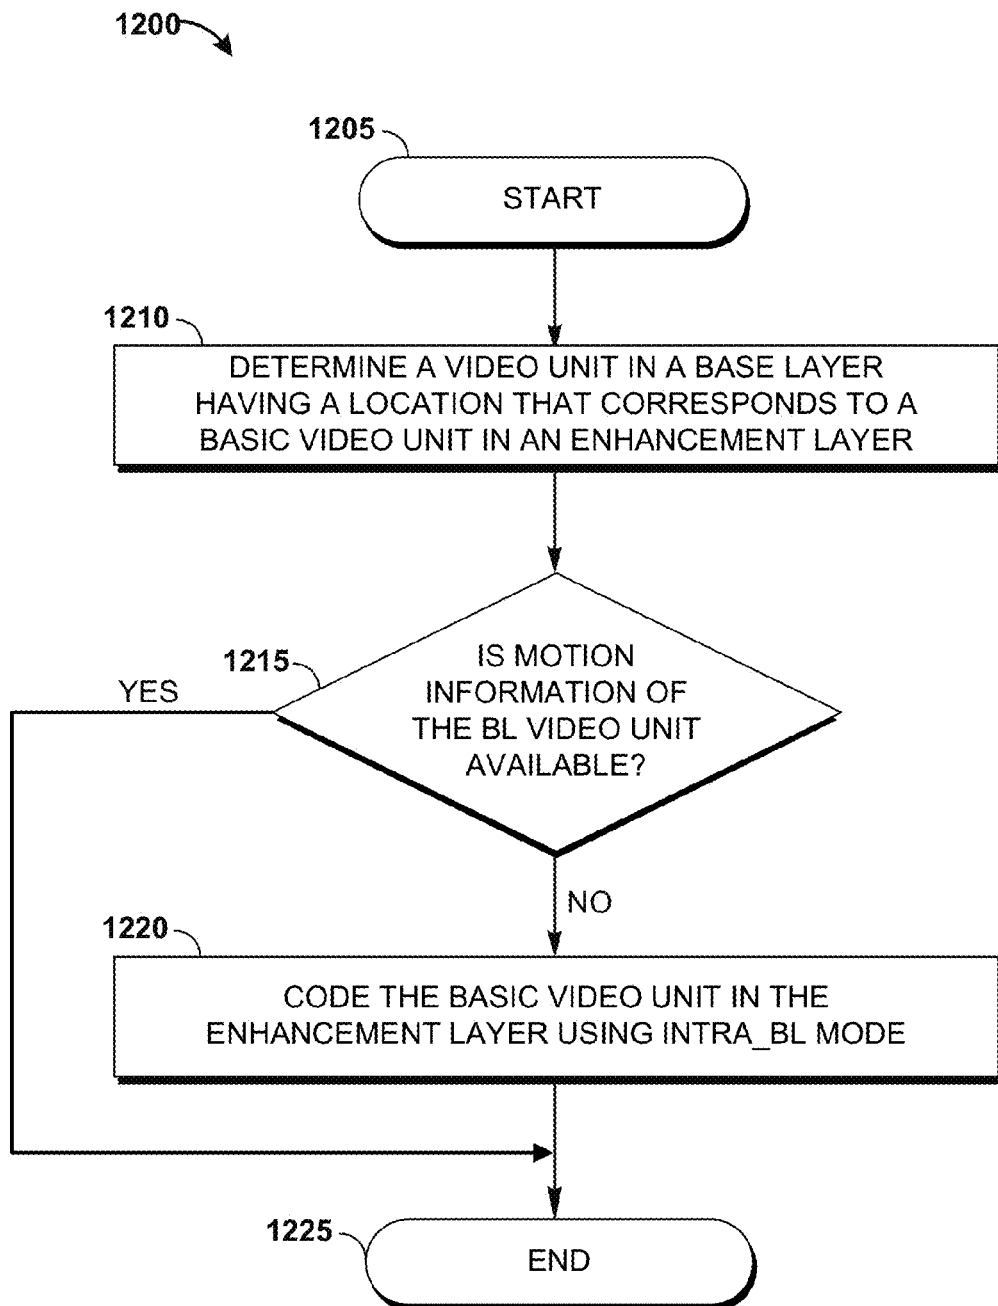 1200
1205
START
1210
DETERMINE A VIDEO UNIT IN A BASE LAYER
HAVING A LOCATION THAT CORRESPONDS TO A
BASIC VIDEO UNIT IN AN ENHANCEMENT LAYER
1215
YES
IS MOTION
INFORMATION OF
THE BL VIDEO UNIT
AVAILABLE?
NO
1220
CODE THE BASIC VIDEO UNIT IN THE
ENHANCEMENT LAYER USING INTRA_BL MODE
1225
END